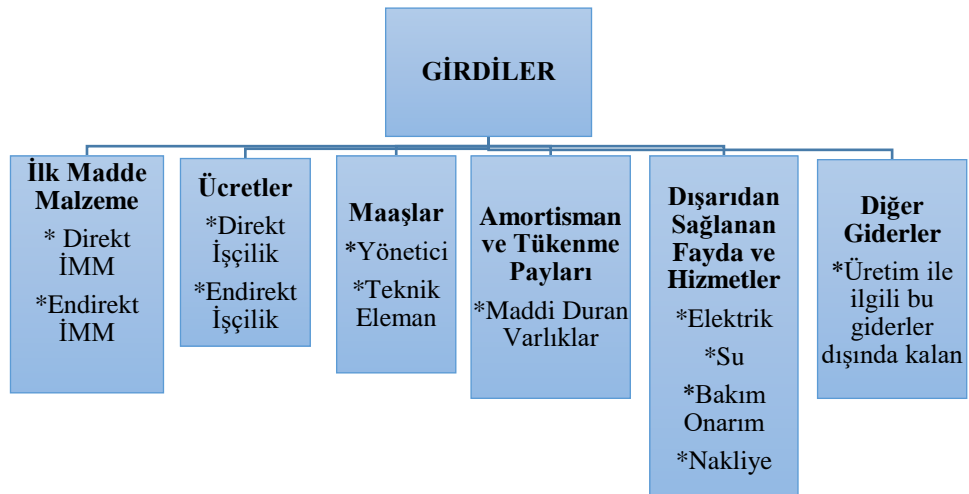 GİRDİLER
İlk Madde
Malzeme
* Direkt
İMM
*Endirekt
İMM
Ücretler
*Direkt
İşçilik
*Endirekt
İşçilik
Maaşlar
*Yönetici
*Teknik
Eleman
Amortisman
ve Tükenme
Payları
*Maddi Duran
Varlıklar
Dışarıdan
Sağlanan
Fayda ve
Hizmetler
*Elektrik
*Su
*Bakım
Onarım
*Nakliye
Diğer
Giderler
*Üretim ile
ilgili bu
giderler
dışında kalan